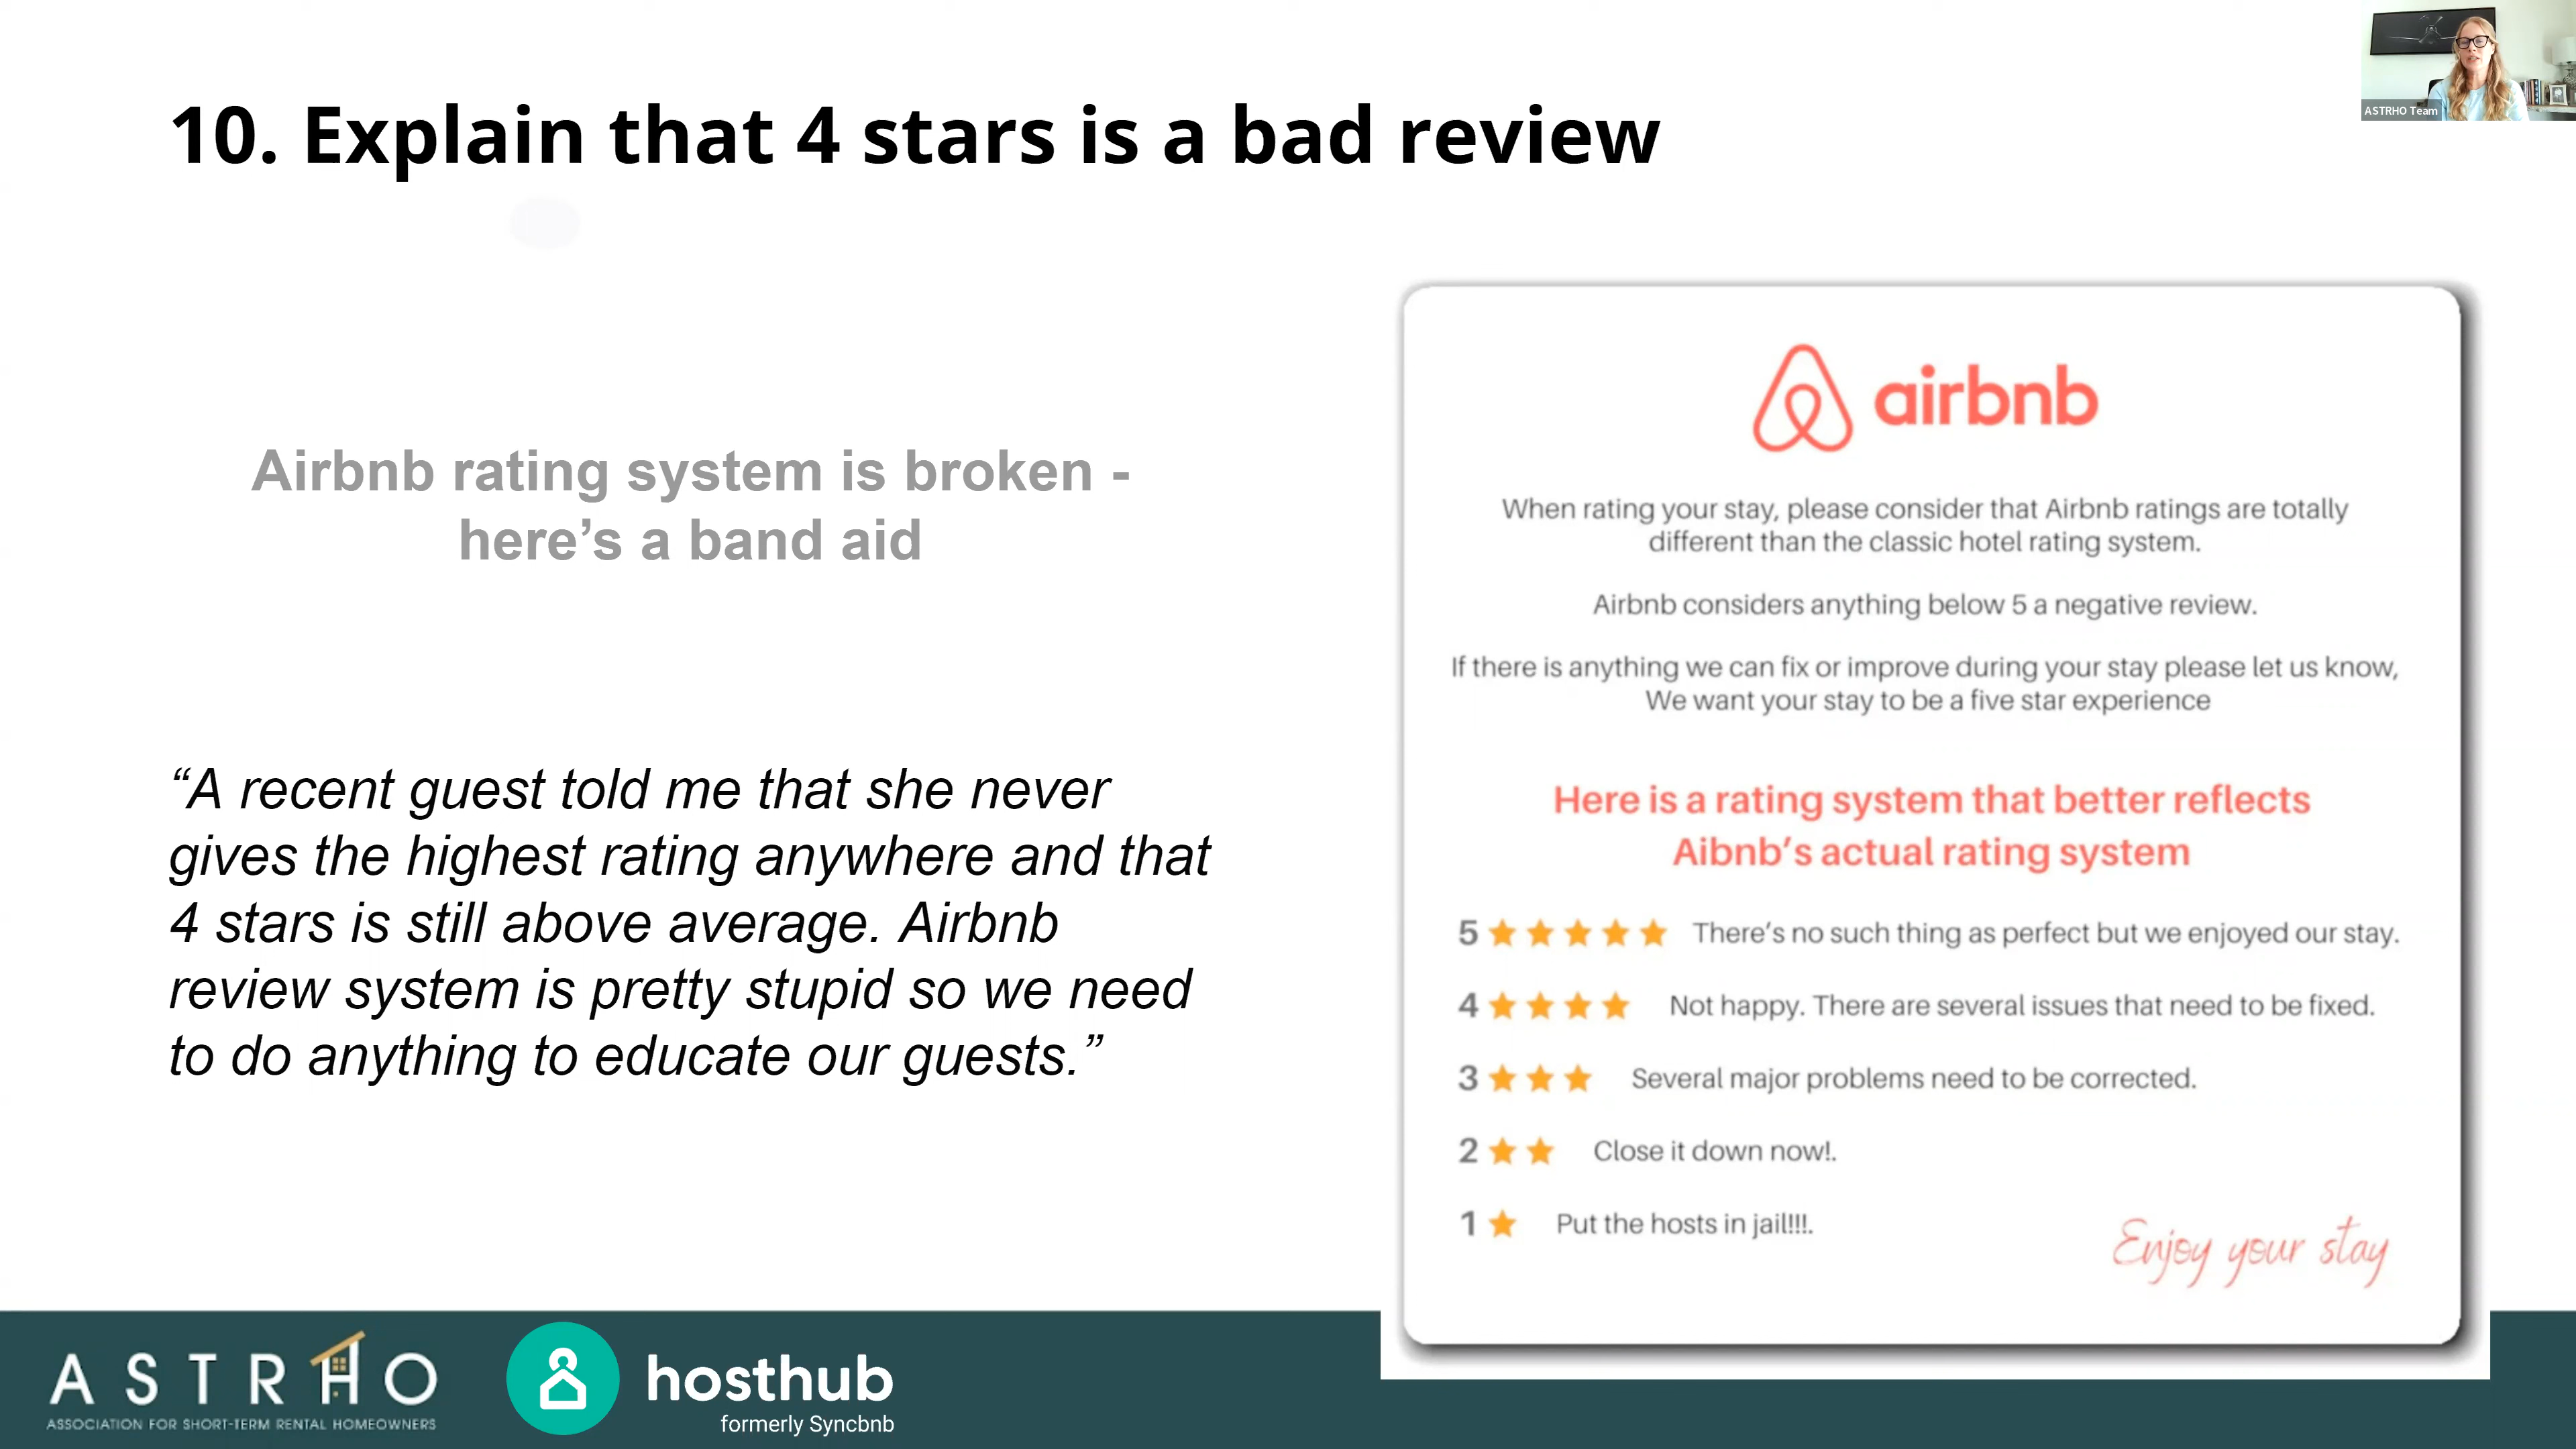 10. Explain that 4 stars is a bad review
ASTRHO Team
Airbnb rating system is broken -
here’s a band aid
“A recent guest told me that she never
gives the highest rating anywhere and that
4 stars is still above average. Airbnb
review system is pretty stupid so we need
to do anything to educate our guests.”
airbnb
When rating your stay, please consider that Airbnb ratings are totally
different than the classic hotel rating system.
Airbnb considers anything below 5 a negative review.
If there is anything we can fix or improve during your stay please let us know,
We want your stay to be a five star experience
Here is a rating system that better reflects
Aibnb’s actual rating system
5 ★★★★★ There’s no such thing as perfect but we enjoyed our stay.
4 ★★★★ Not happy. There are several issues that need to be fixed.
3 ★★★ Several major problems need to be corrected.
2 ★★ Close it down now!.
1 ★ Put the hosts in jail!!!.
Enjoy your stay
ASTRHO
ASSOCIATION FOR SHORT-TERM RENTAL HOMEOWNERS
hosthub
formerly Syncbnb